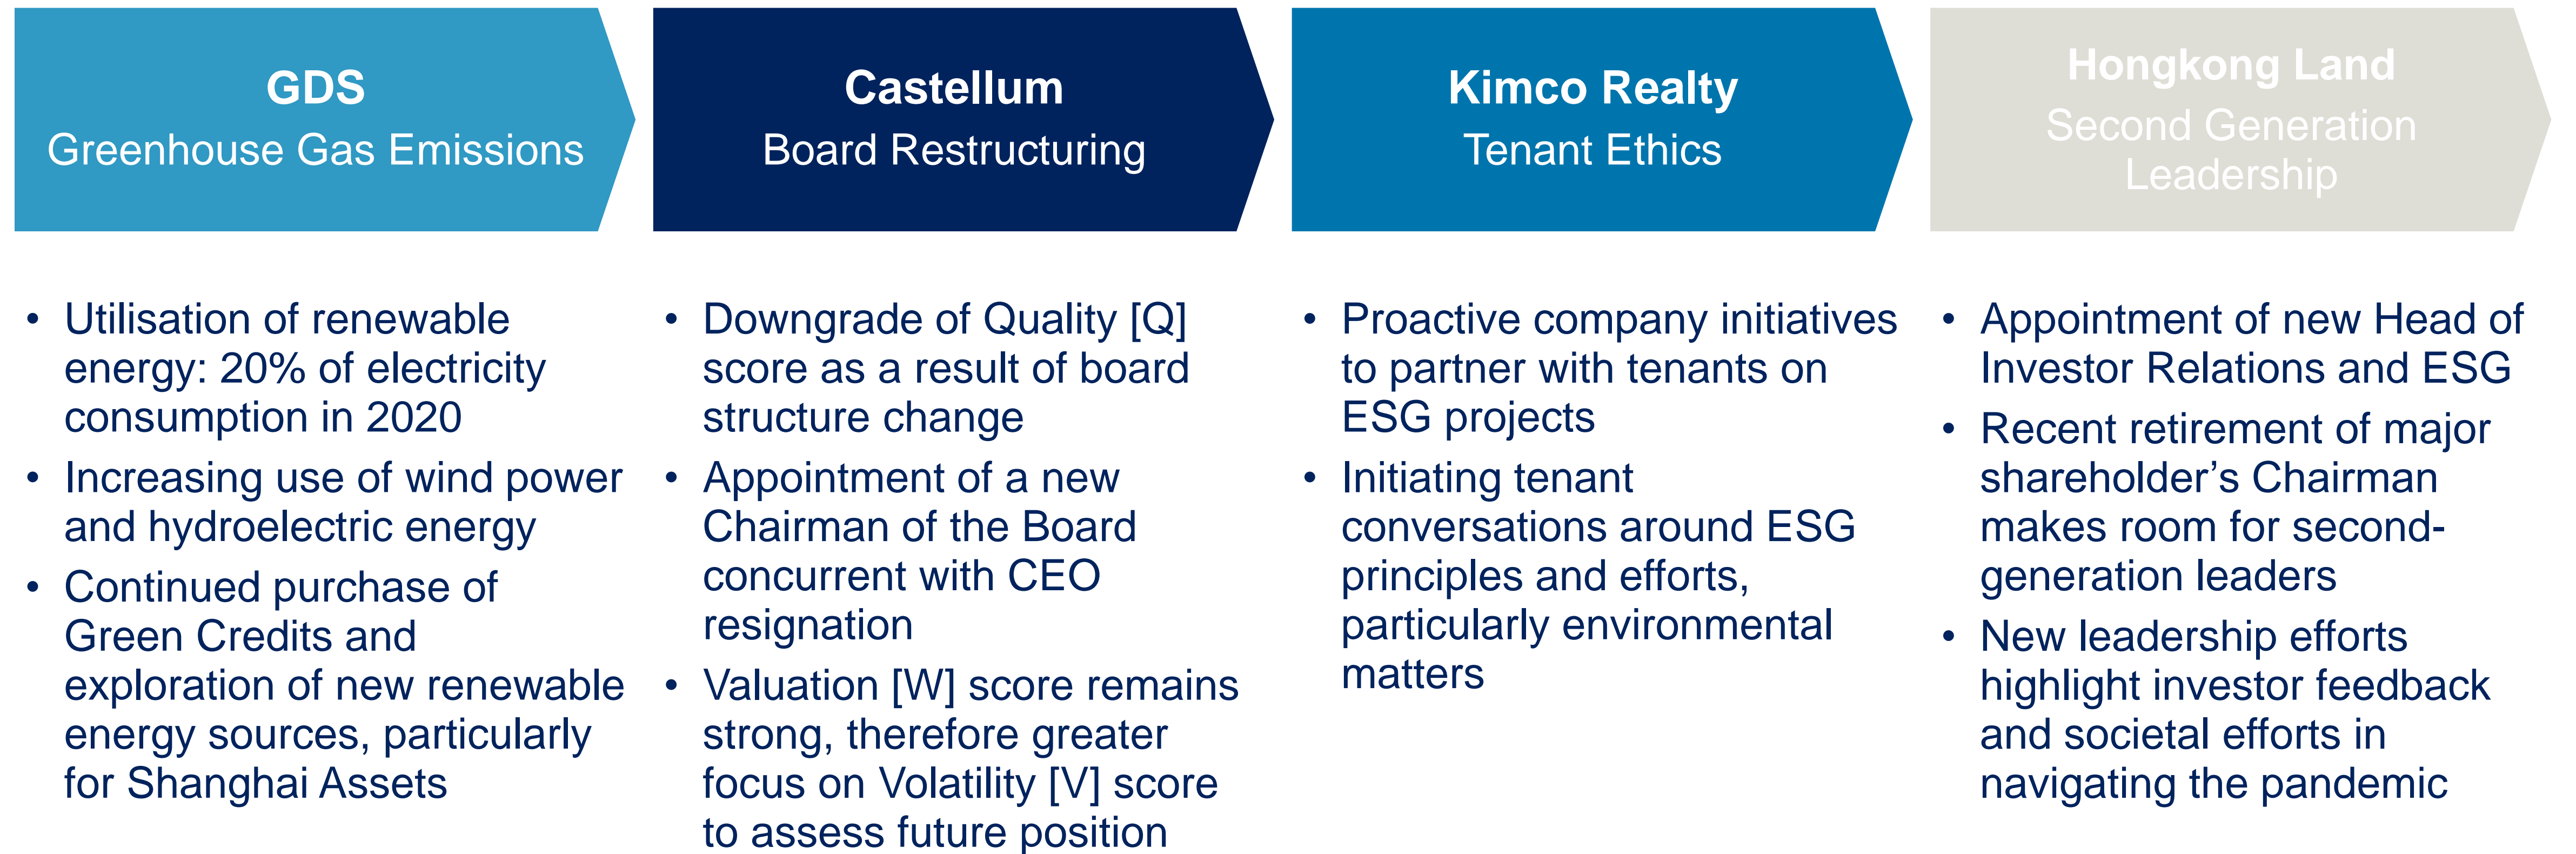 GDS
Greenhouse Gas Emissions
Castellum
Board Restructuring
Kimco Realty
Tenant Ethics
Hongkong Land
Second Generation
Leadership
• Utilisation of renewable
energy: 20% of electricity
consumption in 2020
• Increasing use of wind power
and hydroelectric energy
• Continued purchase of
Green Credits and
exploration of new renewable
energy sources, particularly
for Shanghai Assets
• Downgrade of Quality [Q]
score as a result of board
structure change
• Appointment of a new
Chairman of the Board
concurrent with CEO
resignation
• Valuation [W] score remains
strong, therefore greater
focus on Volatility [V] score
to assess future position
• Proactive company initiatives
to partner with tenants on
ESG projects
• Initiating tenant
conversations around ESG
principles and efforts,
particularly environmental
matters
• Appointment of new Head of
Investor Relations and ESG
• Recent retirement of major
shareholder’s Chairman
makes room for second-
generation leaders
• New leadership efforts
highlight investor feedback
and societal efforts in
navigating the pandemic